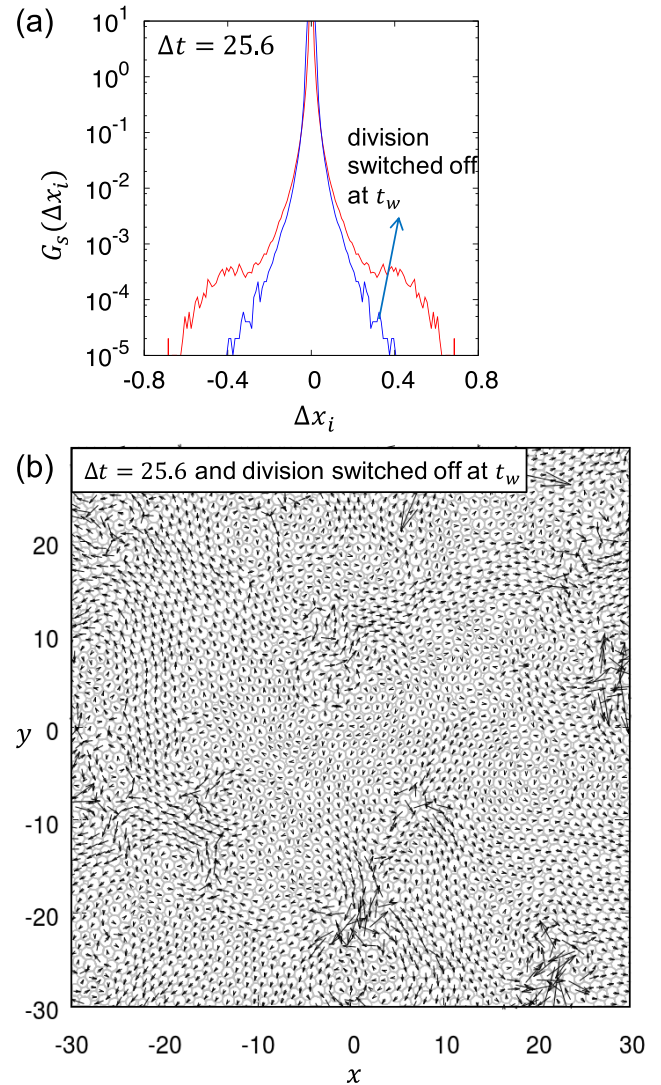 (a)
Δt = 25.6
10^1
10^0
10^-1
10^-2
10^-3
10^-4
10^-5
G_s(Δx_i)
division
switched off
at t_w
-0.8 -0.4 0 0.4 0.8
Δx_i
(b)
Δt = 25.6 and division switched off at t_w
20
10
0
-10
-20
-30
y
-30 -20 -10 0 10 20 30
x